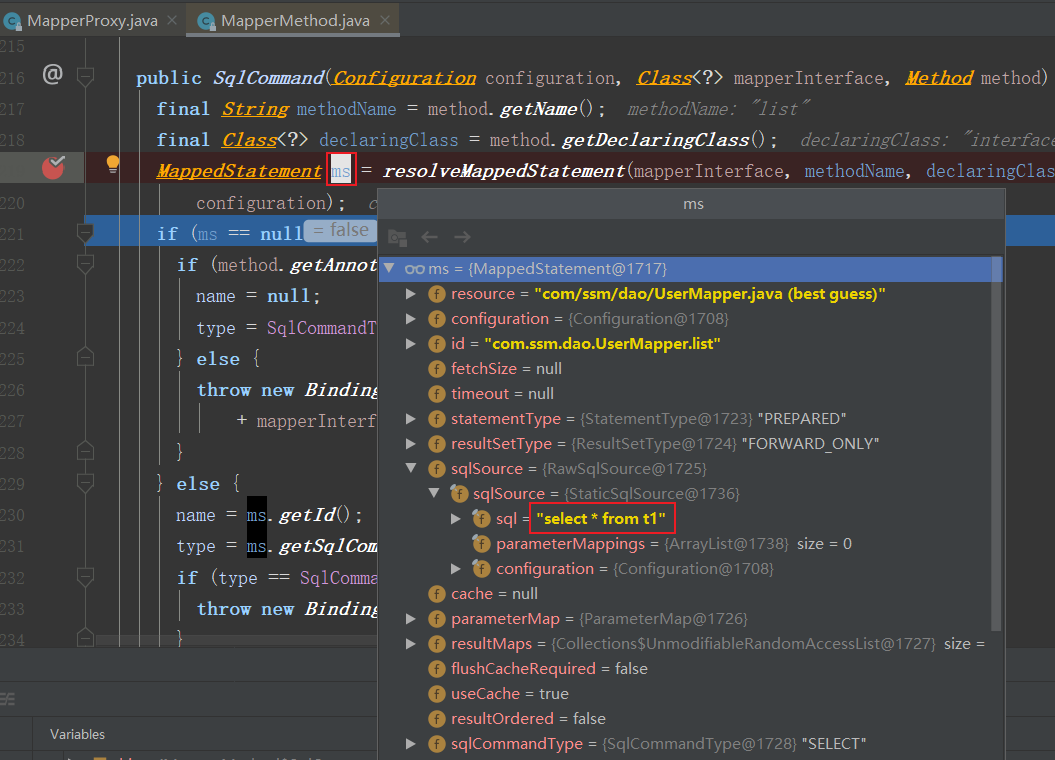 MapperProxy.java
MapperMethod.java
215
216 @ public SqlCommand(Configuration configuration, Class<?> mapperInterface, Method method)
217 final String methodName = method.getName(); methodName: "list"
218 final Class<?> declaringClass = method.getDeclaringClass(); declaringClass: "interface
MappedStatement ms = resolveMappedStatement(mapperInterface, methodName, declaringClas
220 configuration); c
221 if (ms == null = false
222 if (method.getAnnot
223 name = null;
224 type = SqlCommandT
225 } else {
226 throw new Binding
227 + mapperInterf
228 }
229 } else {
230 name = ms.getId();
231 type = ms.getSqlCom
232 if (type == SqlComma
233 throw new Binding
234 }
ms
ms = {MappedStatement@1717}
resource = "com/ssm/dao/UserMapper.java (best guess)"
configuration = {Configuration@1708}
id = "com.ssm.dao.UserMapper.list"
fetchSize = null
timeout = null
statementType = {StatementType@1723} "PREPARED"
resultSetType = {ResultSetType@1724} "FORWARD_ONLY"
sqlSource = {RawSqlSource@1725}
sqlSource = {StaticSqlSource@1736}
sql = "select * from t1"
parameterMappings = {ArrayList@1738} size = 0
configuration = {Configuration@1708}
cache = null
parameterMap = {ParameterMap@1726}
resultMaps = {Collections$UnmodifiableRandomAccessList@1727} size =
flushCacheRequired = false
useCache = true
resultOrdered = false
sqlCommandType = {SqlCommandType@1728} "SELECT"
Variables